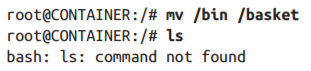 root@CONTAINER:/# mv /bin /basket
root@CONTAINER:/# ls
bash: ls: command not found